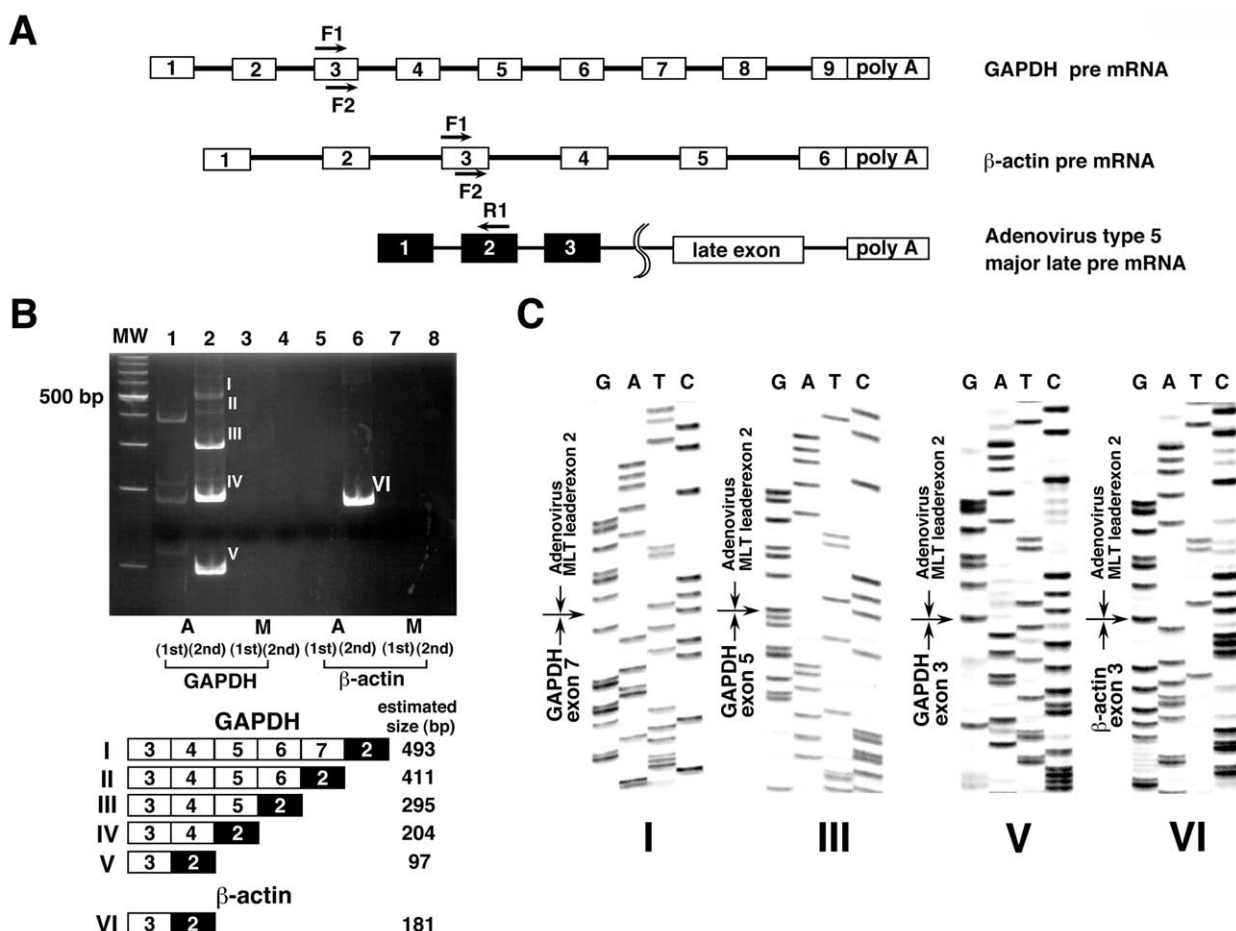 A
F1
1 2 3 4 5 6 7 8 9 poly A
GAPDH pre mRNA
F2
F1
1 2 3 4 5 6 poly A
β-actin pre mRNA
F2
R1
1 2 3 late exon poly A
Adenovirus type 5
major late pre mRNA
B
MW 1 2 3 4 5 6 7 8
500 bp
I
II
III
IV
V
VI
A M A M
(1st)(2nd) (1st)(2nd) (1st)(2nd) (1st)(2nd)
GAPDH β-actin
GAPDH
estimated
size (bp)
I 3 4 5 6 7 2 493
II 3 4 5 6 2 411
III 3 4 5 2 295
IV 3 4 2 204
V 3 2 97
β-actin
VI 3 2 181
C
G A T C
Adenovirus
MLT leaderexon 2
GAPDH
exon 7
I
G A T C
Adenovirus
MLT leaderexon 2
GAPDH
exon 5
III
G A T C
Adenovirus
MLT leaderexon 2
GAPDH
exon 3
V
G A T C
Adenovirus
MLT leaderexon 2
β-actin
exon 3
VI